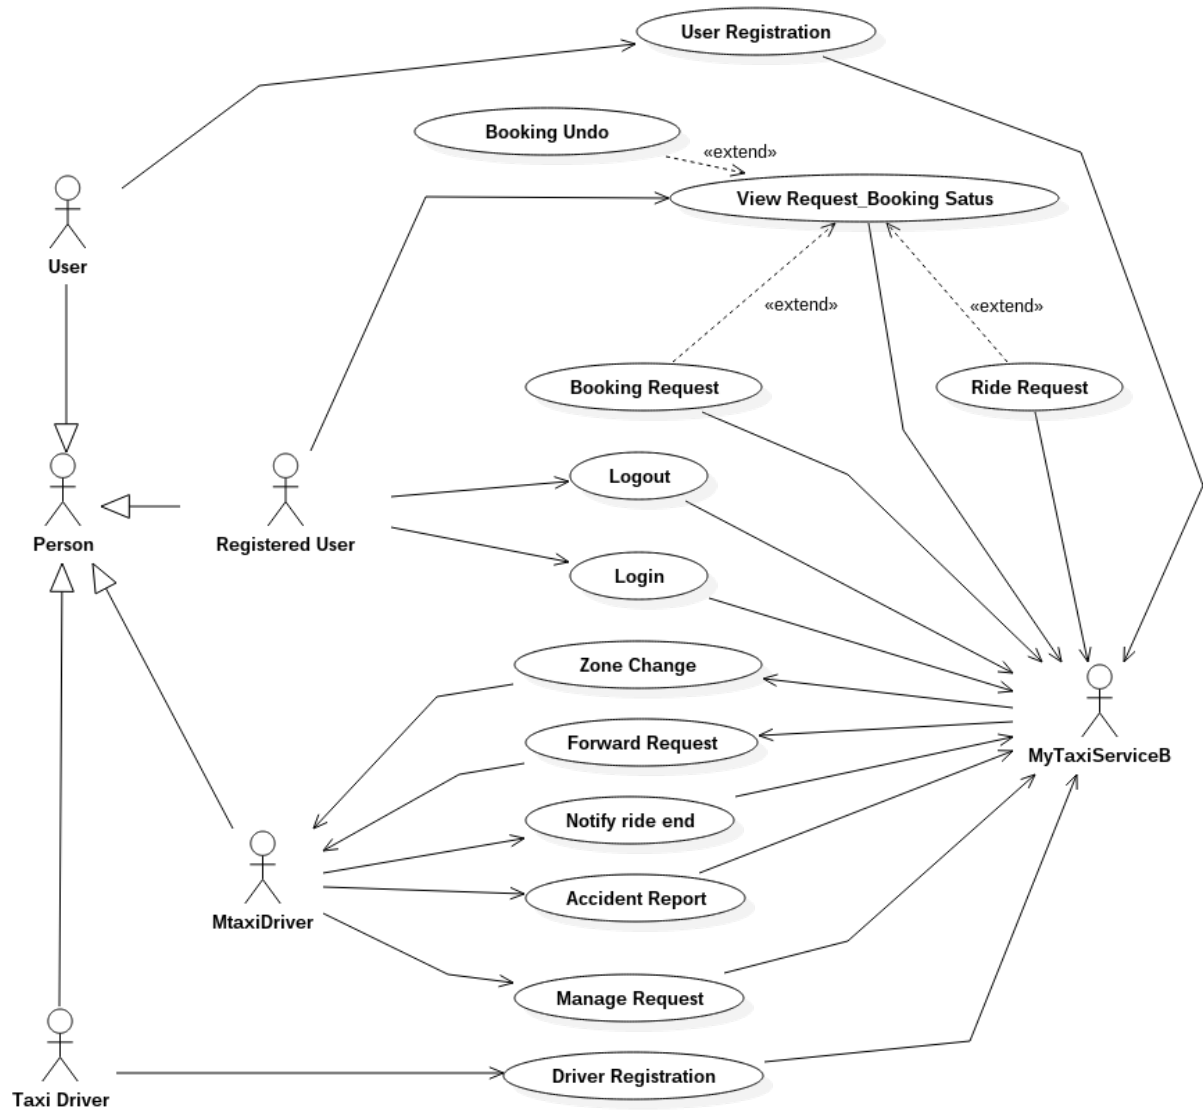 User Registration
Booking Undo
«extend»
View Request_Booking Satus
User
«extend»
«extend»
Booking Request
Ride Request
Logout
Person
Registered User
Login
Zone Change
Forward Request
MyTaxiServiceB
Notify ride end
Accident Report
MtaxiDriver
Manage Request
Driver Registration
Taxi Driver